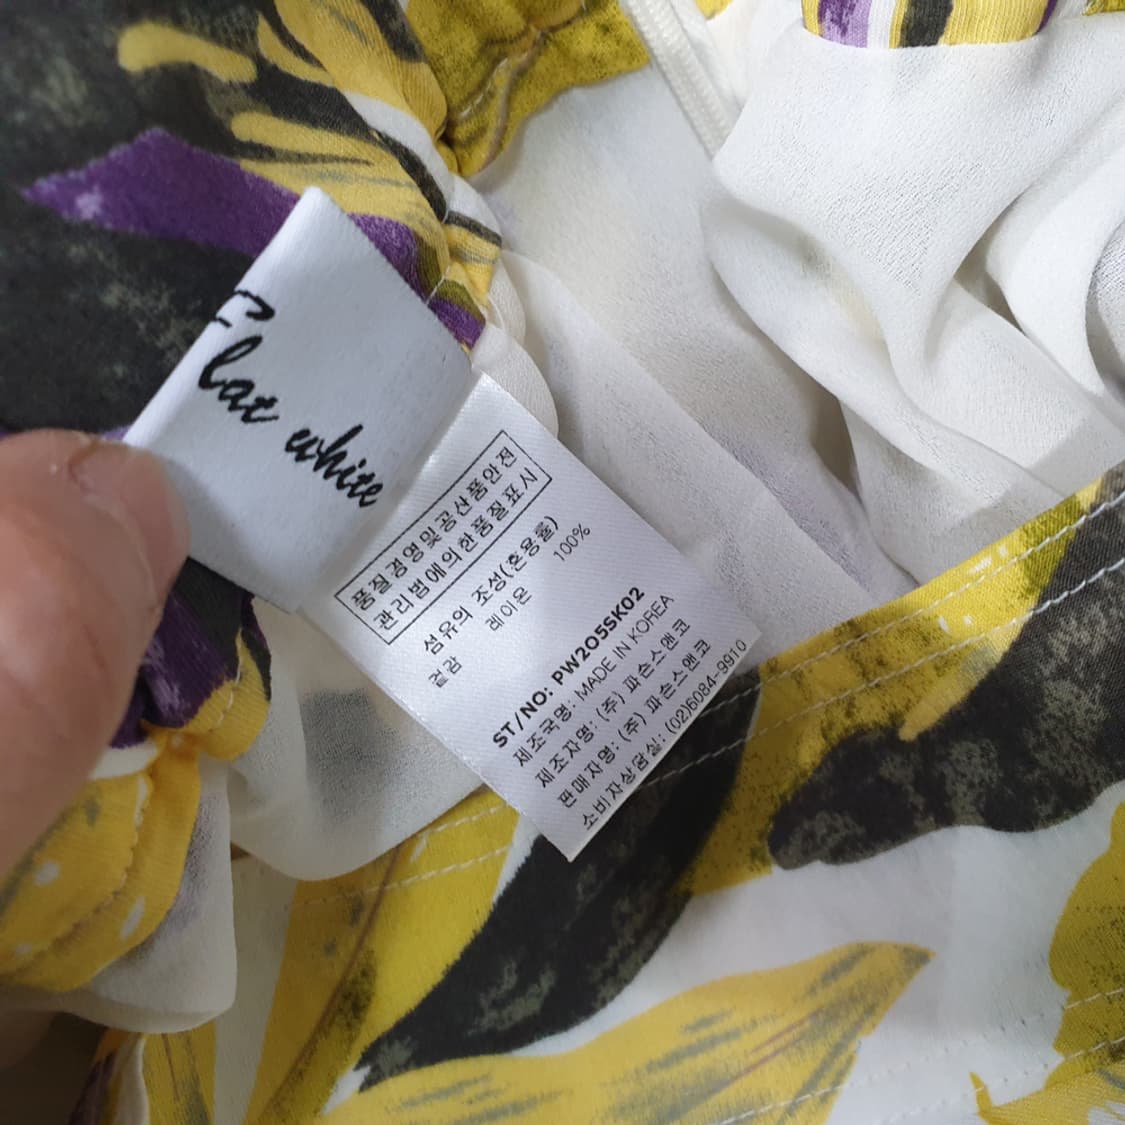 Flat white
품질경영및공산품안전
관리법에의한품질표시
섬유의 조성(혼용률)
겉감 레이온 100%
ST/NO: PW205SK02
제조국명: MADE IN KOREA
제조자명: (주) 파슨스앤코
판매자명: (주) 파슨스앤코
소비자상담실: (02)6084-9910